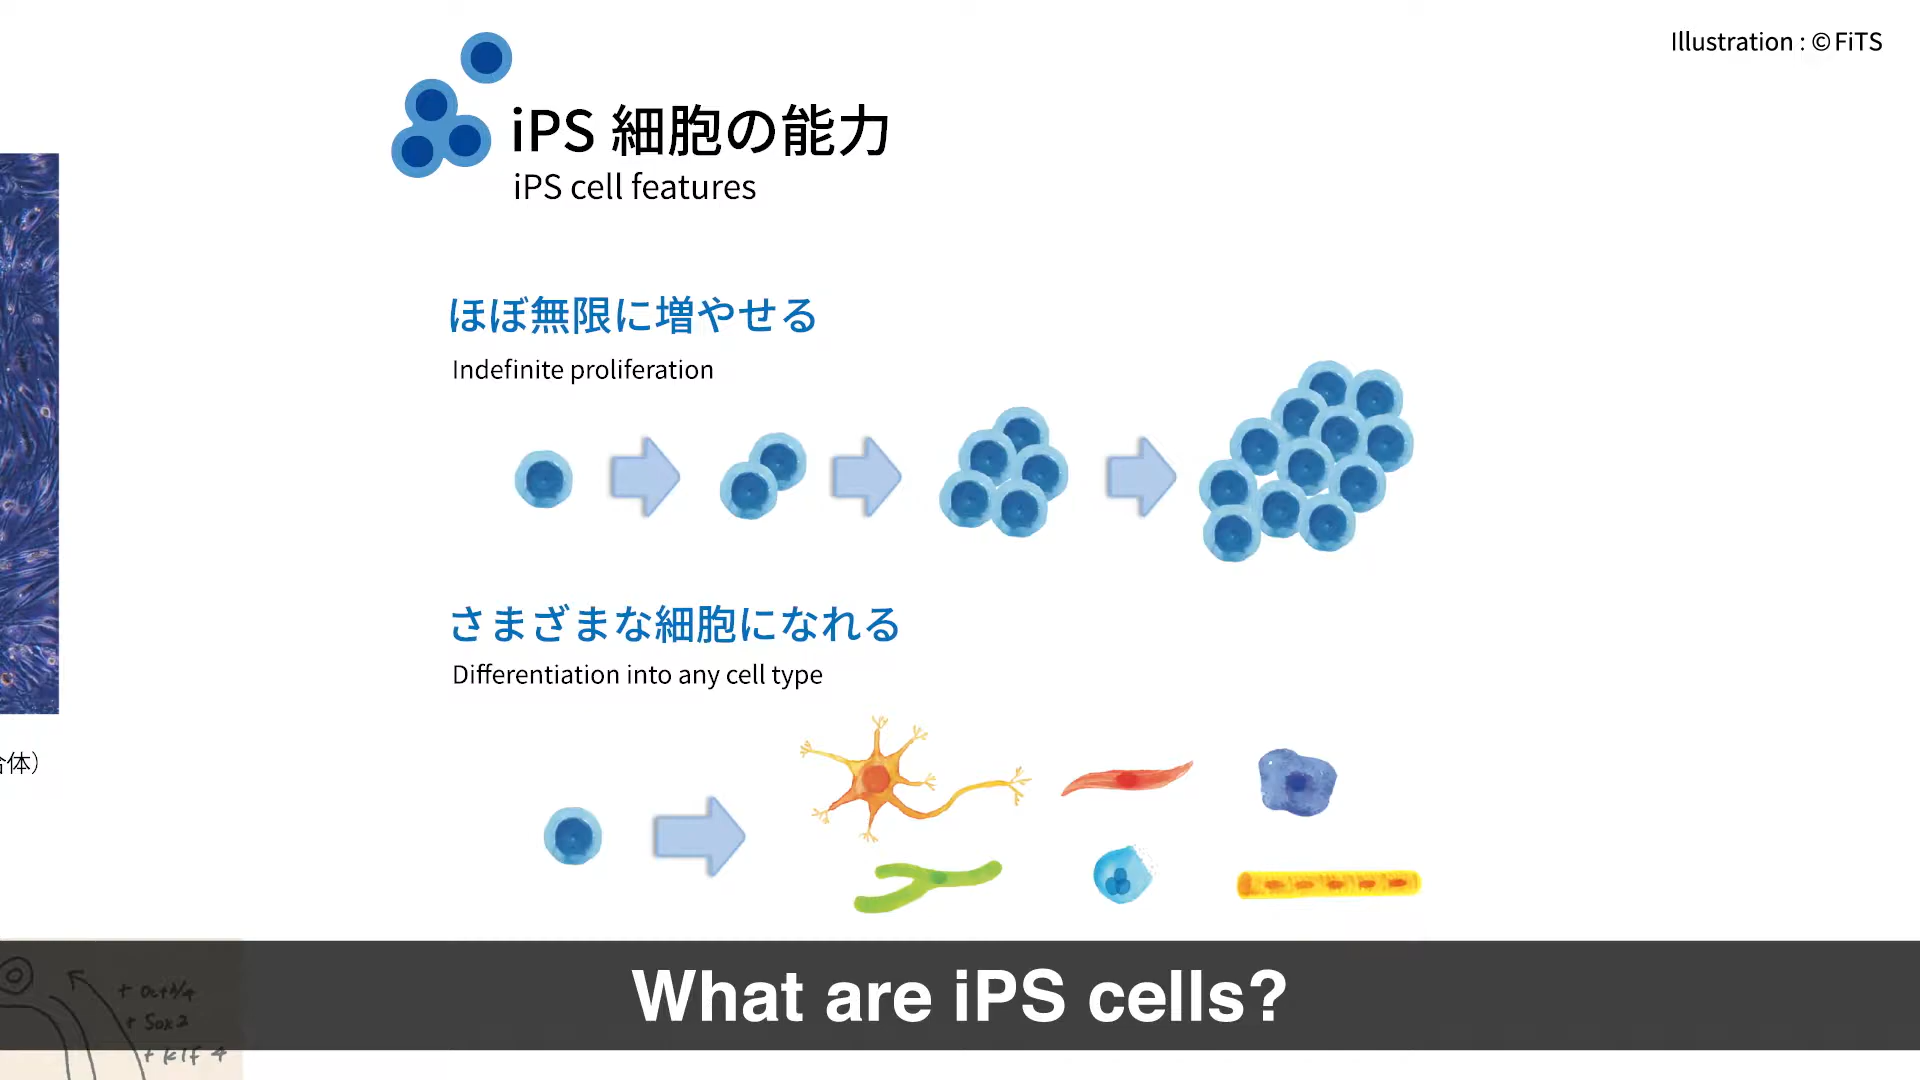 Illustration : © FiTS
iPS 細胞の能力
iPS cell features
ほぼ無限に増やせる
Indefinite proliferation
さまざまな細胞になれる
Differentiation into any cell type
体）
What are iPS cells?
+ Oct3/4
+ Sox2
+ klf 4